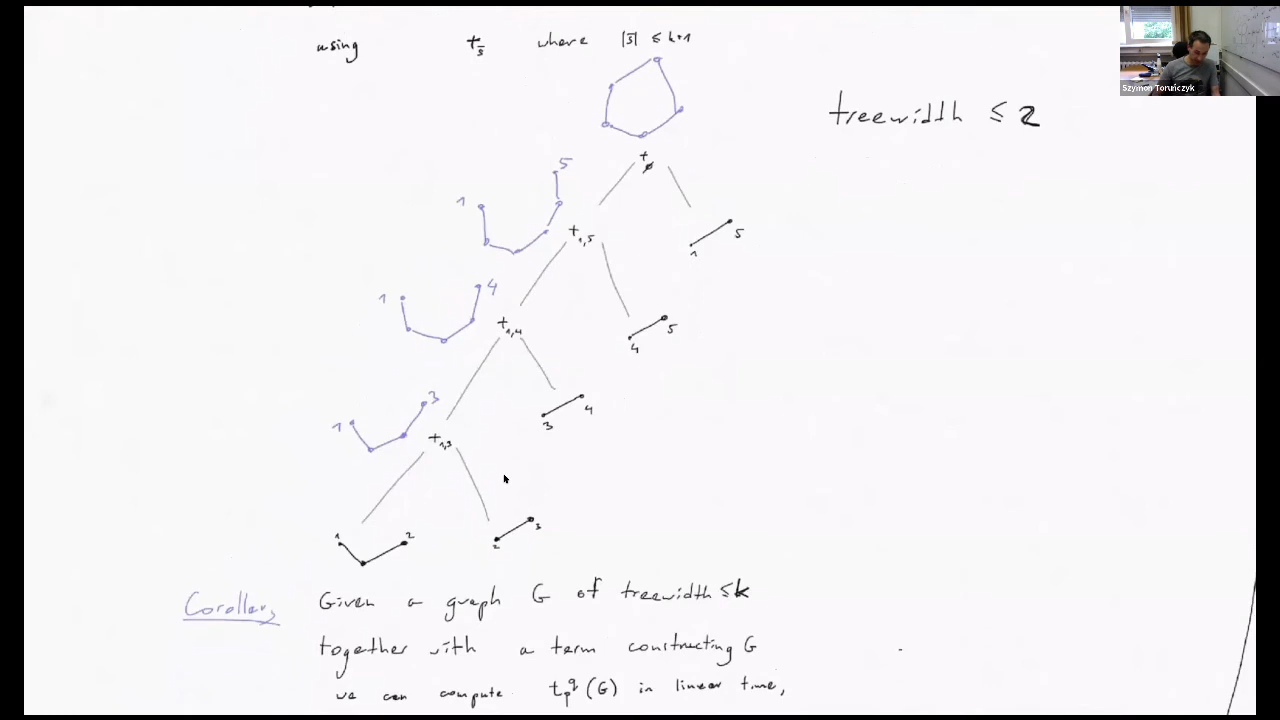 using +s̄ where |s̄| ≤ k+1
treewidth ≤ 2
+∅
5
1
+1,5
1 5
1 4
+1,4
4 5
1 3
+1,3
3 4
1 2
2 3
Corollary Given a graph G of treewidth ≤k
together with a term constructing G
we can compute tp^q(G) in linear time,
Szymon Toruńczyk